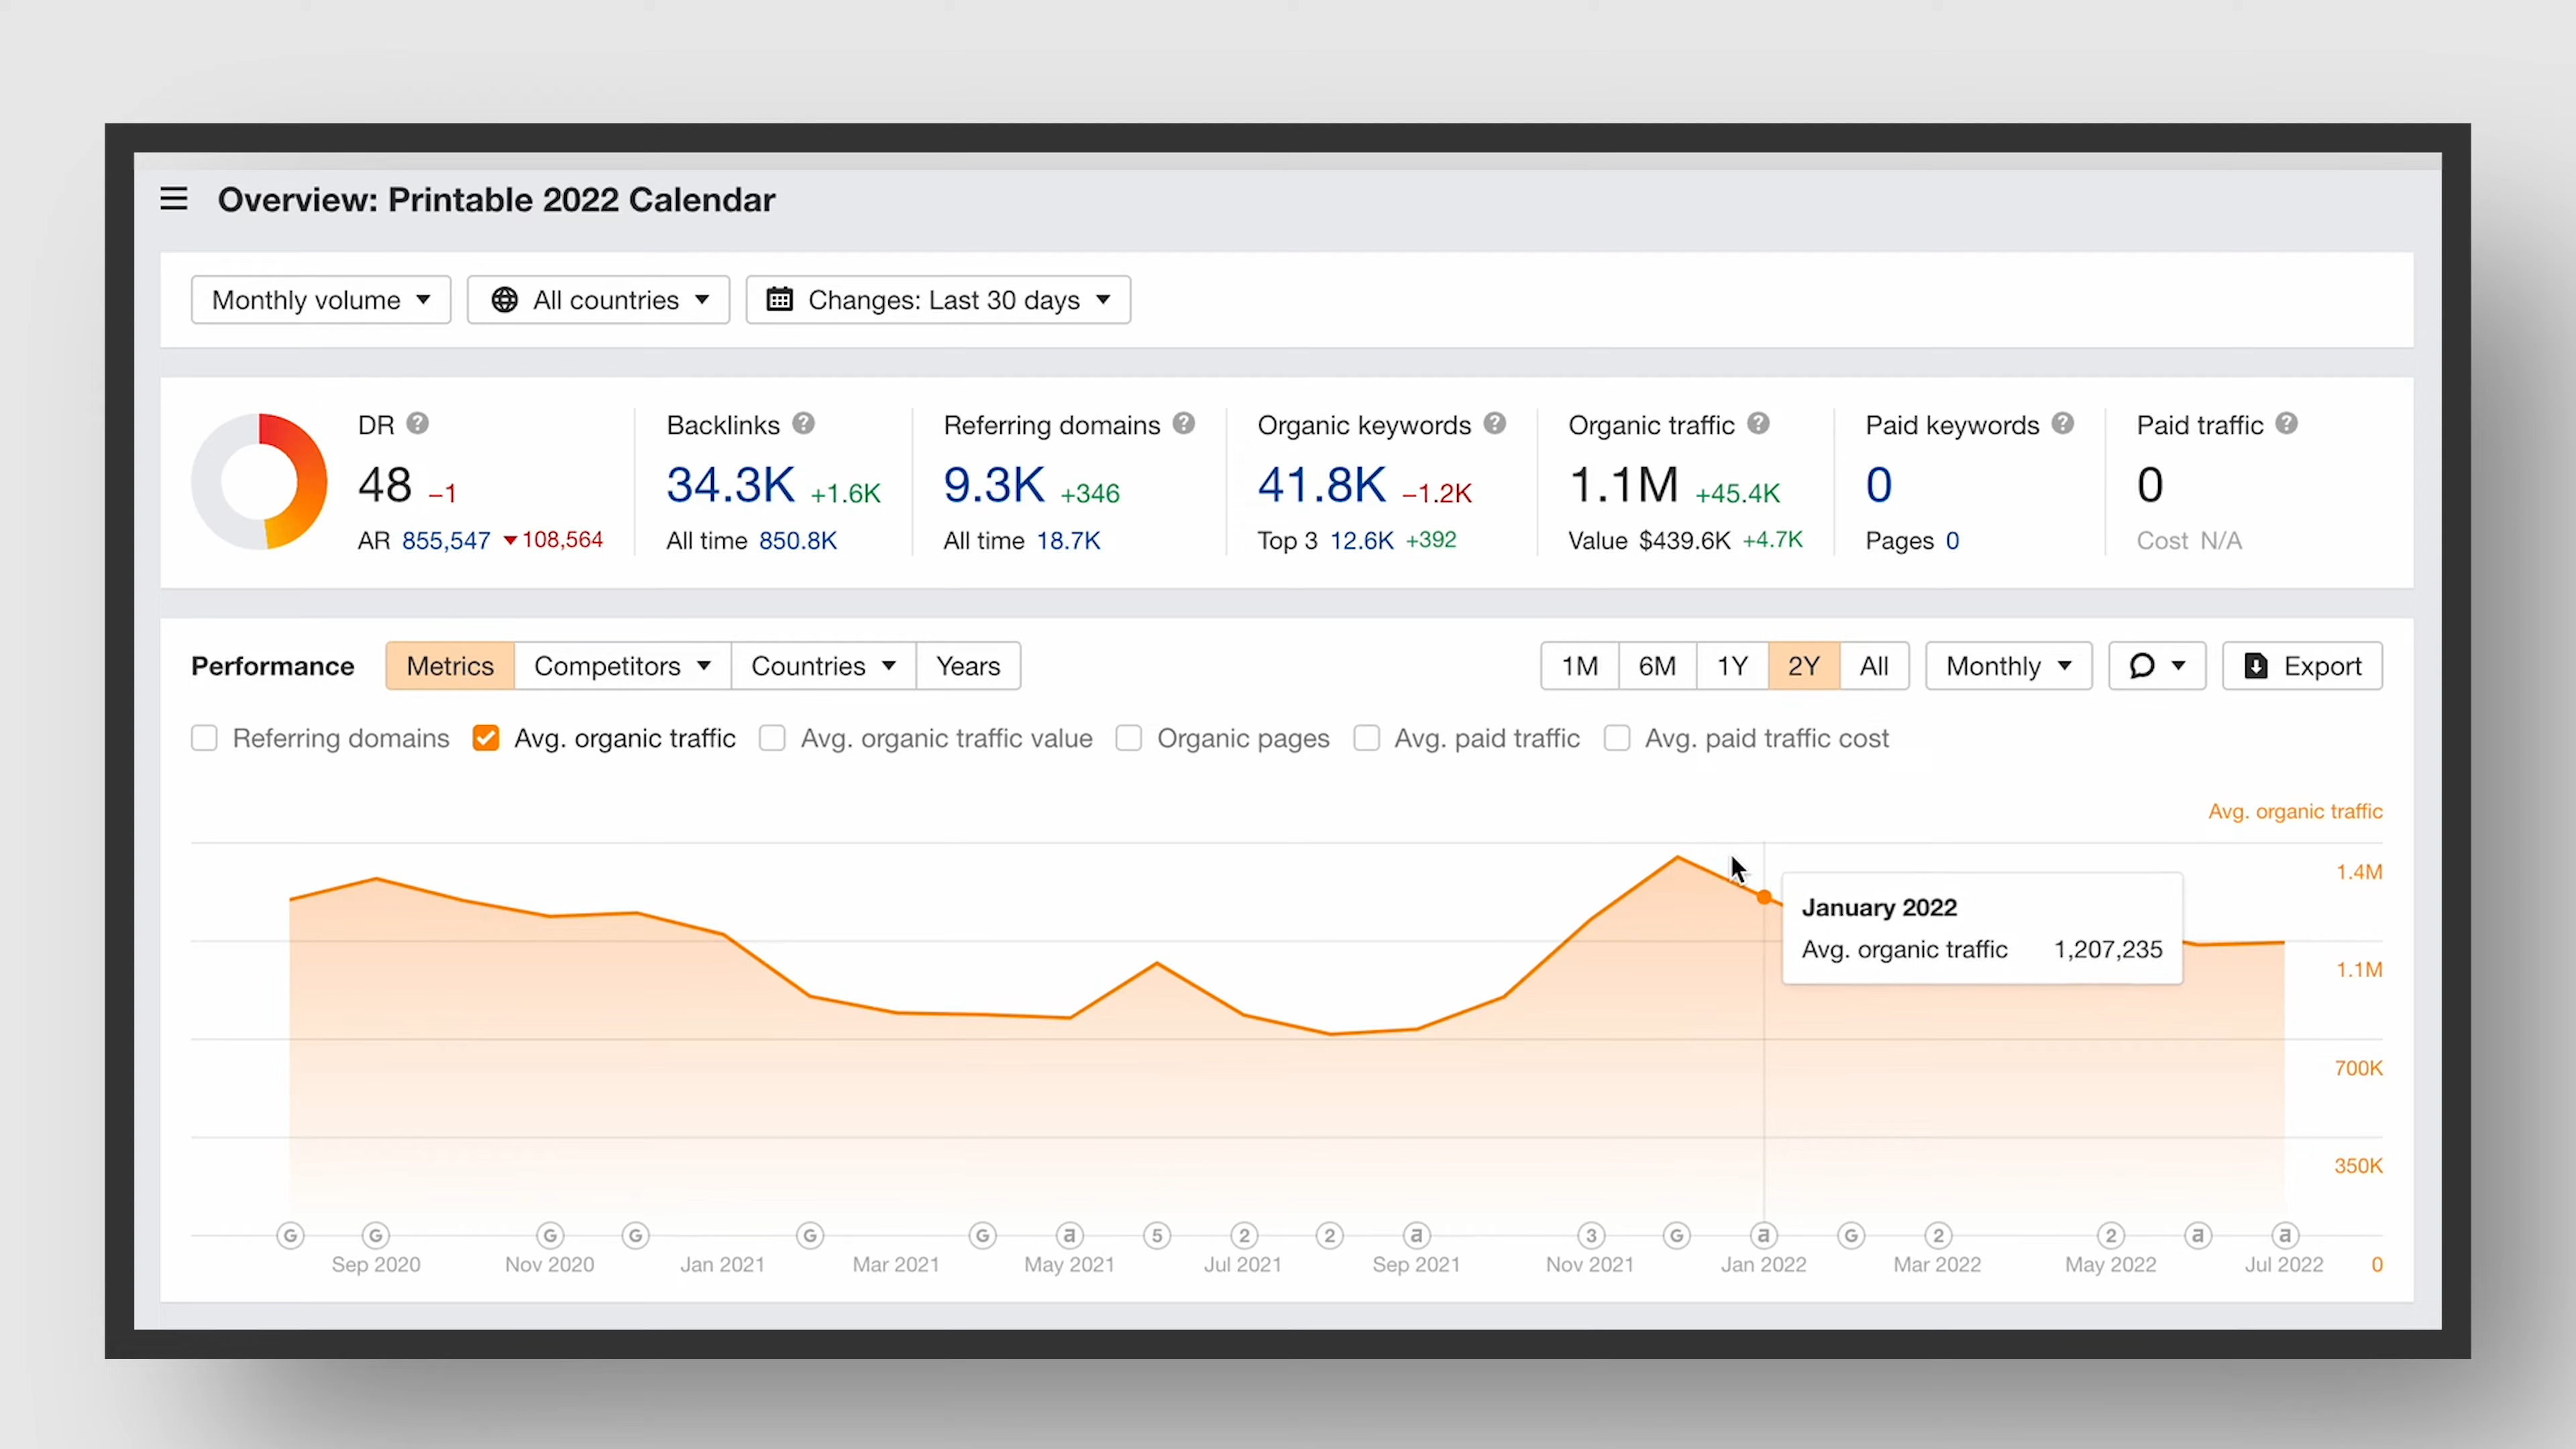 Overview: Printable 2022 Calendar
Monthly volume All countries Changes: Last 30 days
DR Backlinks Referring domains Organic keywords Organic traffic Paid keywords Paid traffic
48 −1 34.3K +1.6K 9.3K +346 41.8K −1.2K 1.1M +45.4K 0 0
AR 855,547 108,564 All time 850.8K All time 18.7K Top 3 12.6K +392 Value $439.6K +4.7K Pages 0 Cost N/A
Performance Metrics Competitors Countries Years 1M 6M 1Y 2Y All Monthly Export
Referring domains Avg. organic traffic Avg. organic traffic value Organic pages Avg. paid traffic Avg. paid traffic cost
Avg. organic traffic
1.4M
January 2022
Avg. organic traffic 1,207,235
1.1M
700K
350K
G G G G G G a 5 2 2 a 3 G a G 2 2 a a
Sep 2020 Nov 2020 Jan 2021 Mar 2021 May 2021 Jul 2021 Sep 2021 Nov 2021 Jan 2022 Mar 2022 May 2022 Jul 2022 0